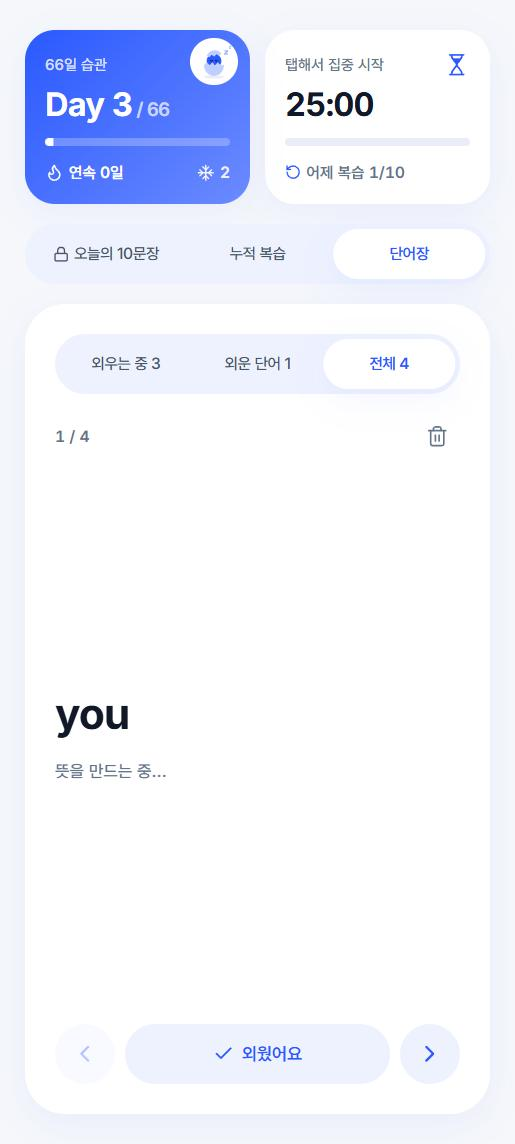 66일 습관
Day 3 / 66
연속 0일 2
탭해서 집중 시작
25:00
어제 복습 1/10
오늘의 10문장 누적 복습 단어장
외우는 중 3 외운 단어 1 전체 4
1 / 4
you
뜻을 만드는 중...
외웠어요